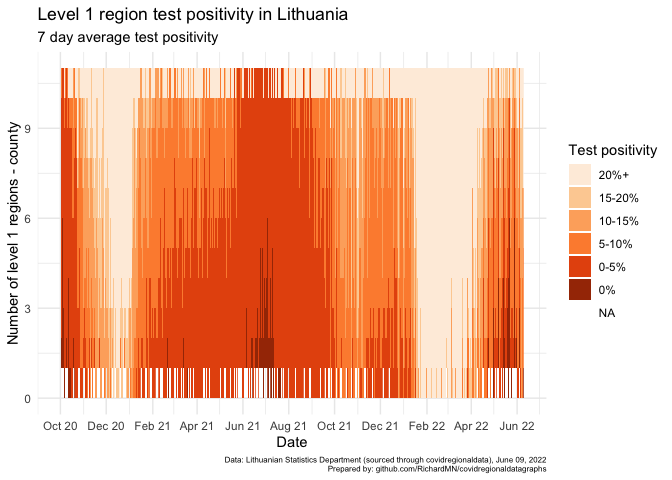 Level 1 region test positivity in Lithuania
7 day average test positivity
Number of level 1 regions - county
9
6
3
0
Oct 20 Dec 20 Feb 21 Apr 21 Jun 21 Aug 21 Oct 21 Dec 21 Feb 22 Apr 22 Jun 22
Date
Test positivity
20%+
15-20%
10-15%
5-10%
0-5%
0%
NA
Data: Lithuanian Statistics Department (sourced through covidregionaldata), June 09, 2022
Prepared by: github.com/RichardMN/covidregionaldatagraphs